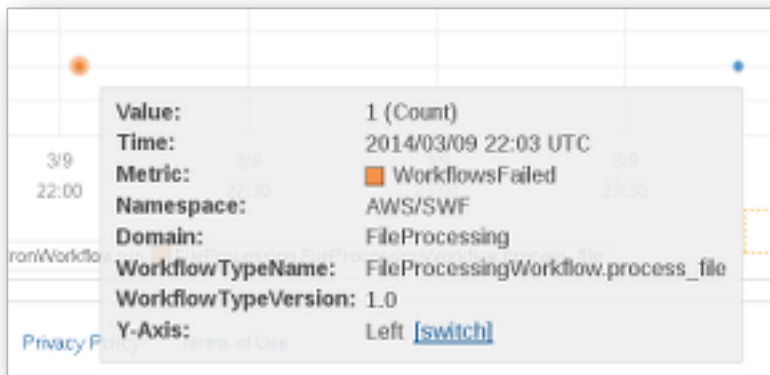 Value: 1 (Count)
Time: 2014/03/09 22:03 UTC
3/9 3/9 3/9
Metric: WorkflowsFailed
22:00 22:30 23:30
Namespace: AWS/SWF
Domain: FileProcessing
ronWorkflo
WorkflowTypeName: FileProcessingWorkflow.process_file
WorkflowTypeVersion: 1.0
Y-Axis: Left [switch]
Privacy Policy Terms of Use